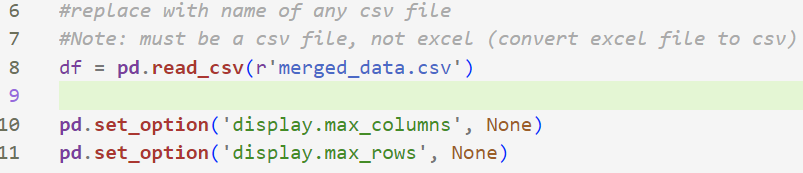 6 #replace with name of any csv file
7 #Note: must be a csv file, not excel (convert excel file to csv)
8 df = pd.read_csv(r'merged_data.csv')
9
10 pd.set_option('display.max_columns', None)
11 pd.set_option('display.max_rows', None)